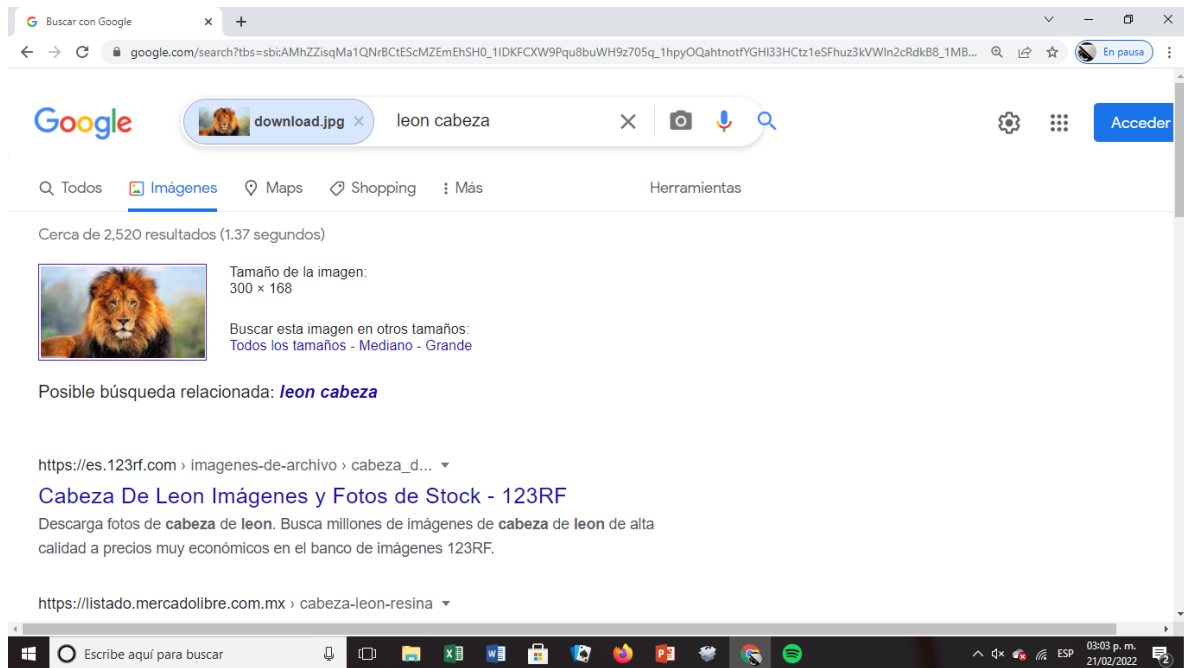 Buscar con Google
google.com/search?tbs=sbi:AMhZZisqMa1QNrBCtEScMZEmEhSH0_1IDKFCXW9Pqu8buWH9z705q_1hpyOQahtnotfYGHI33HCtz1eSFhuz3kVWIn2cRdkB8_1MB...
En pausa
Google
download.jpg
leon cabeza
Acceder
Todos
Imágenes
Maps
Shopping
Más
Herramientas
Cerca de 2,520 resultados (1.37 segundos)
Tamaño de la imagen:
300 × 168
Buscar esta imagen en otros tamaños:
Todos los tamaños - Mediano - Grande
Posible búsqueda relacionada: leon cabeza
https://es.123rf.com › imagenes-de-archivo › cabeza_d...
Cabeza De Leon Imágenes y Fotos de Stock - 123RF
Descarga fotos de cabeza de leon. Busca millones de imágenes de cabeza de leon de alta
calidad a precios muy económicos en el banco de imágenes 123RF.
https://listado.mercadolibre.com.mx › cabeza-leon-resina
Escribe aquí para buscar
ESP
03:03 p. m.
21/02/2022
2